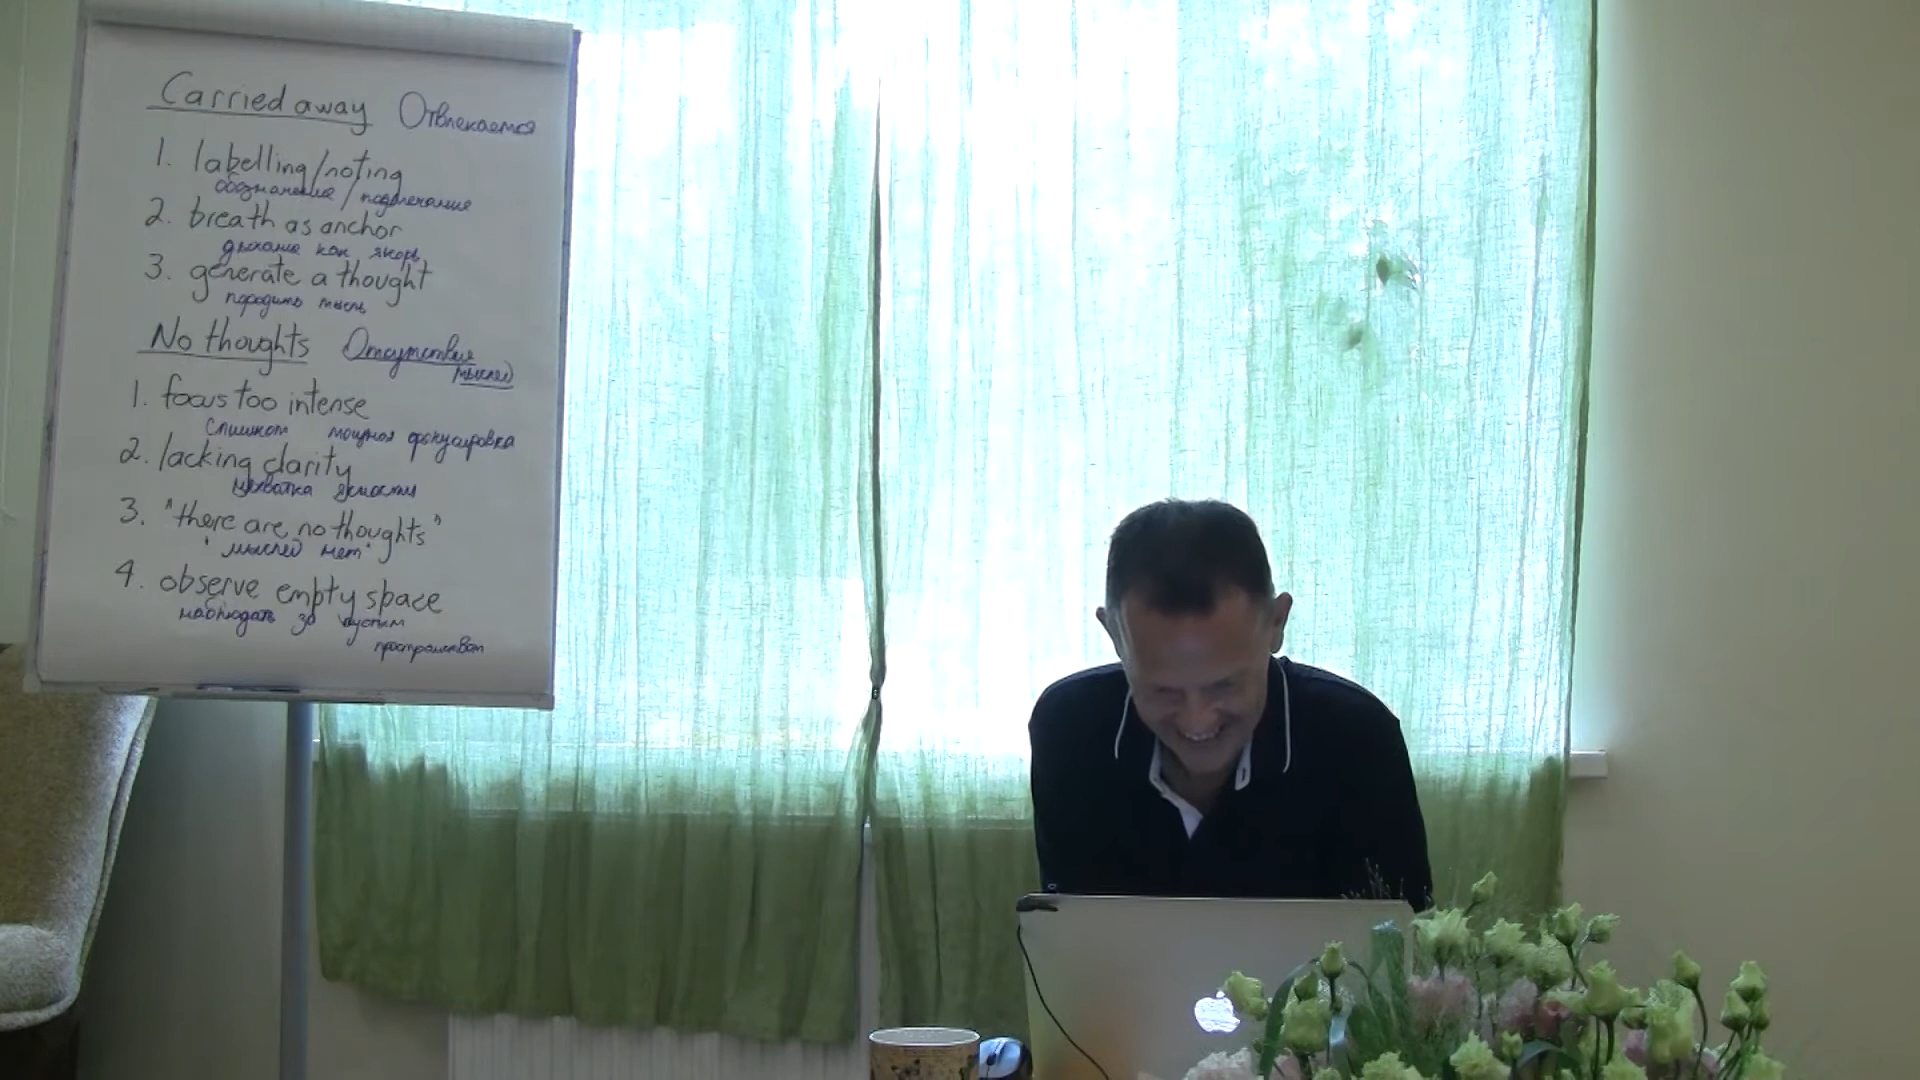 Carried away Отвлекается
1. labelling/noting
обозначение / подмечание
2. breath as anchor
дыхание как якорь
3. generate a thought
породить мысль
No thoughts Отсутствия
мыслей
1. focus too intense
Слишком мощная фокусировка
2. lacking clarity
нехватка ясности
3. "there are no thoughts"
"мыслей нет"
4. observe empty space
наблюдать за пустым
пространством